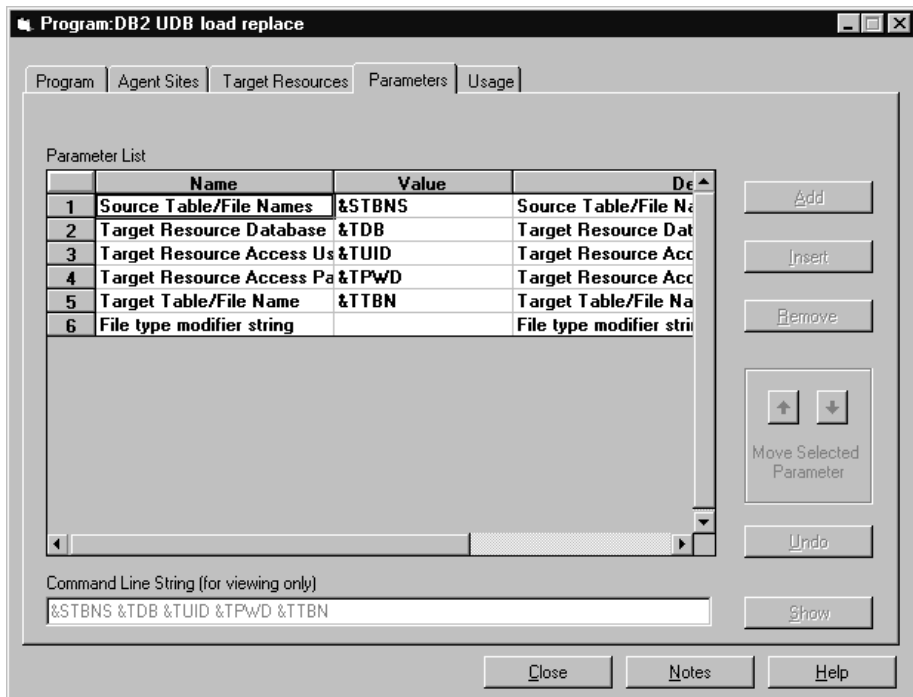 Program:DB2 UDB load replace
Program Agent Sites Target Resources Parameters Usage
Parameter List
Name Value De
1 Source Table/File Names &STBNS Source Table/File Na
2 Target Resource Database &TDB Target Resource Dat
3 Target Resource Access Us &TUID Target Resource Acc
4 Target Resource Access Pa &TPWD Target Resource Acc
5 Target Table/File Name &TTBN Target Table/File Na
6 File type modifier string File type modifier stri
Add
Insert
Remove
Move Selected
Parameter
Undo
Command Line String (for viewing only)
&STBNS &TDB &TUID &TPWD &TTBN
Show
Close Notes Help